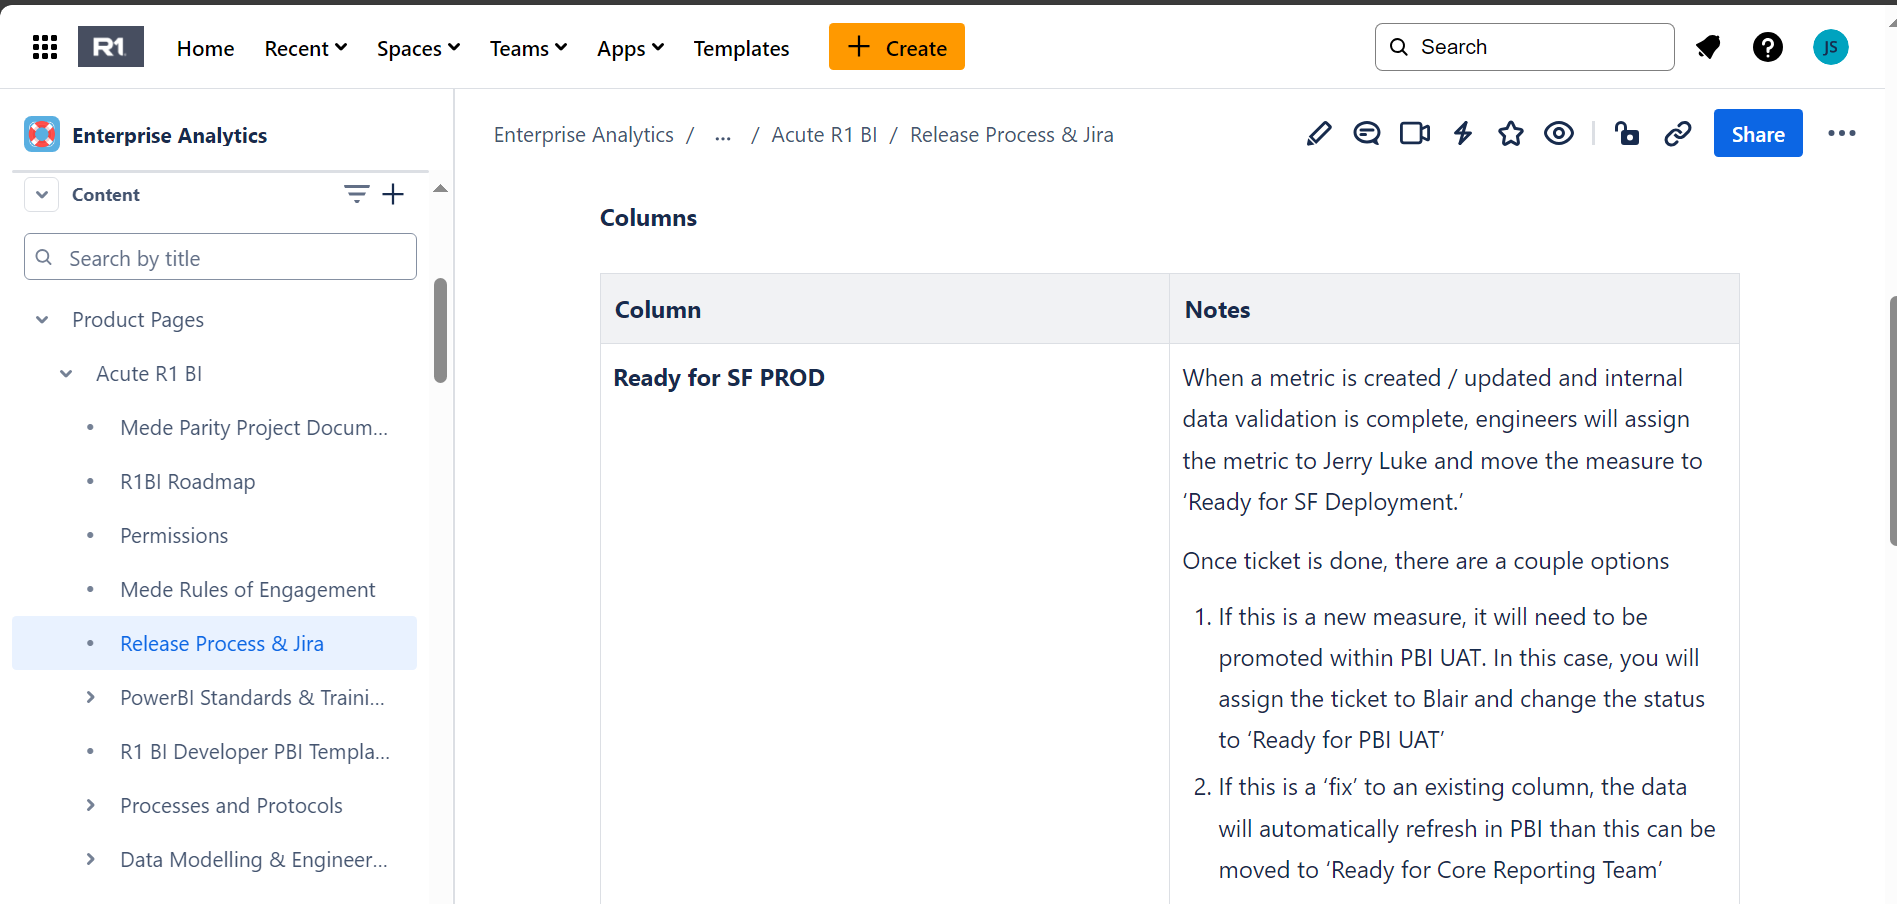 R1
Home
Recent
Spaces
Teams
Apps
Templates
Create
Search
JS
Enterprise Analytics
Content
Search by title
Product Pages
Acute R1 BI
Mede Parity Project Docum...
R1BI Roadmap
Permissions
Mede Rules of Engagement
Release Process & Jira
PowerBI Standards & Traini...
R1 BI Developer PBI Templa...
Processes and Protocols
Data Modelling & Engineer...
Enterprise Analytics / ... / Acute R1 BI / Release Process & Jira
Share
Columns
Column
Notes
Ready for SF PROD
When a metric is created / updated and internal
data validation is complete, engineers will assign
the metric to Jerry Luke and move the measure to
‘Ready for SF Deployment.’
Once ticket is done, there are a couple options
1. If this is a new measure, it will need to be
promoted within PBI UAT. In this case, you will
assign the ticket to Blair and change the status
to ‘Ready for PBI UAT’
2. If this is a ‘fix’ to an existing column, the data
will automatically refresh in PBI than this can be
moved to ‘Ready for Core Reporting Team’